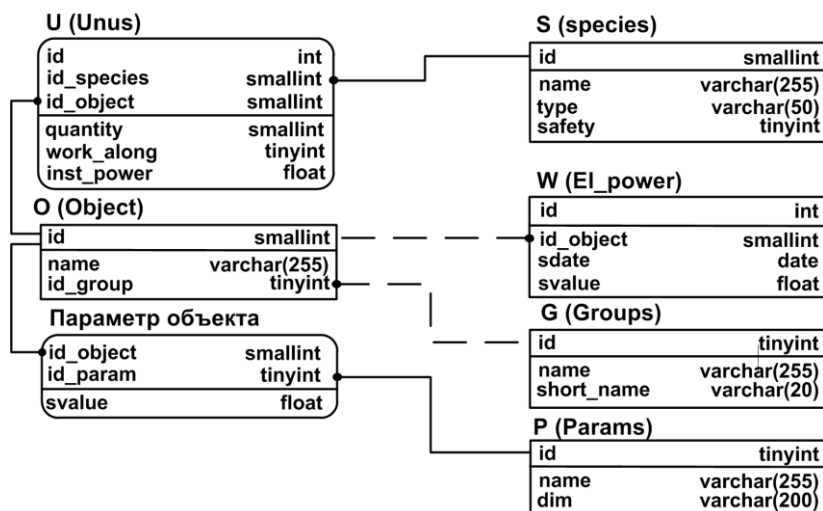 U (Unus)
id int
id_species smallint
id_object smallint
quantity smallint
work_along tinyint
inst_power float
O (Object)
id smallint
name varchar(255)
id_group tinyint
Параметр объекта
id_object smallint
id_param tinyint
svalue float
S (species)
id smallint
name varchar(255)
type varchar(50)
safety tinyint
W (El_power)
id int
id_object smallint
sdate date
svalue float
G (Groups)
id tinyint
name varchar(255)
short_name varchar(20)
P (Params)
id tinyint
name varchar(255)
dim varchar(200)